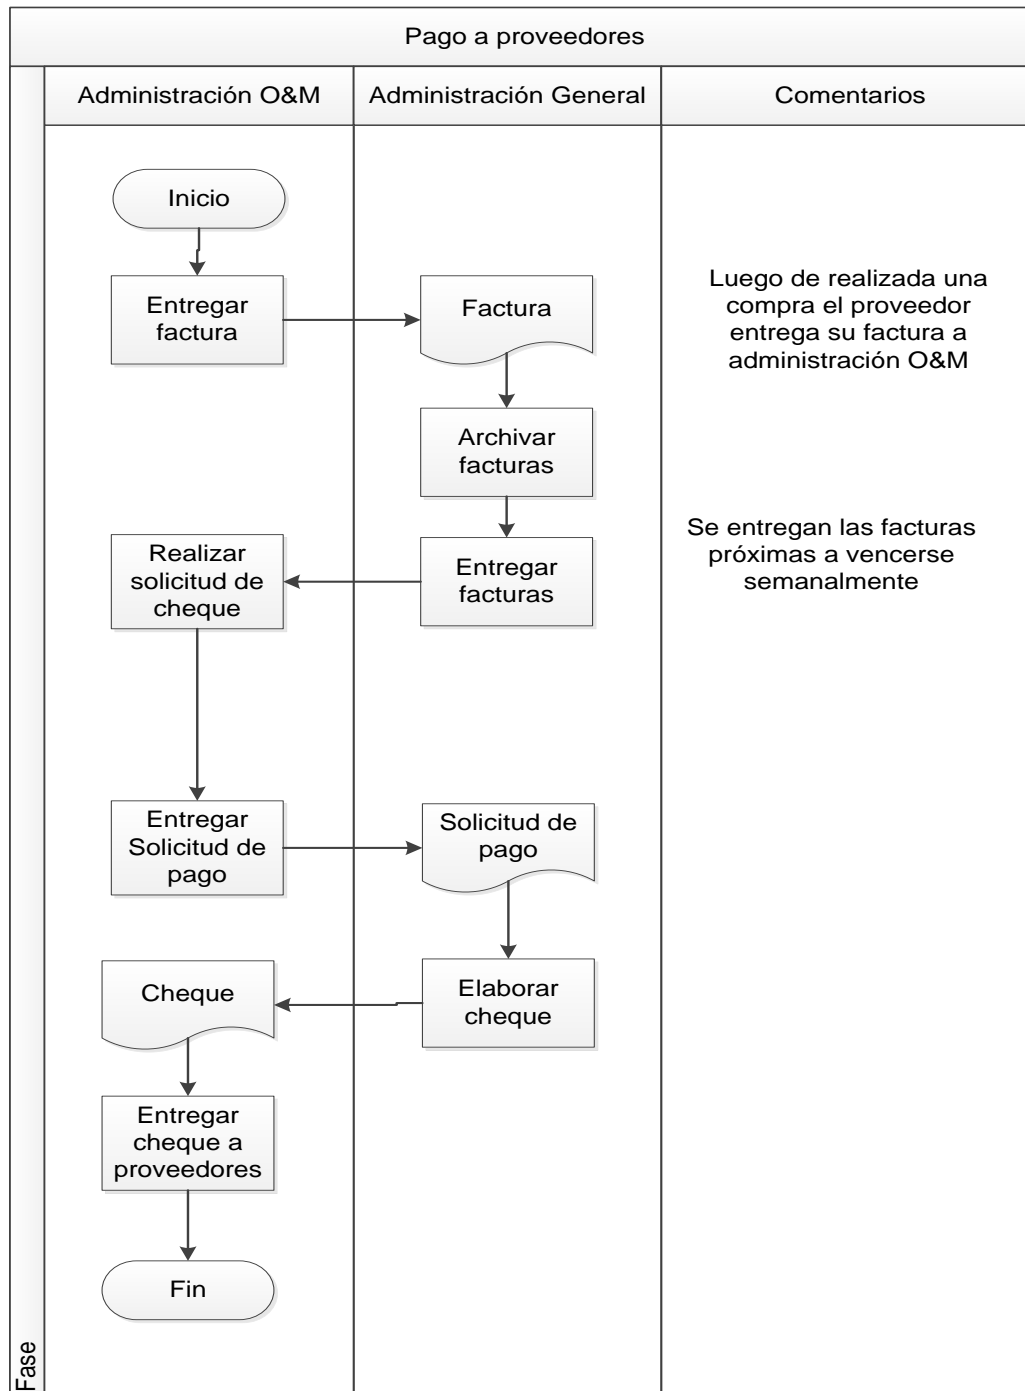 Pago a proveedores
Administración O&M
Administración General
Comentarios
Inicio
Entregar
factura
Factura
Luego de realizada una
compra el proveedor
entrega su factura a
administración O&M
Archivar
facturas
Realizar
solicitud de
cheque
Entregar
facturas
Se entregan las facturas
próximas a vencerse
semanalmente
Entregar
Solicitud de
pago
Solicitud de
pago
Cheque
Elaborar
cheque
Entregar
cheque a
proveedores
Fin
Fase